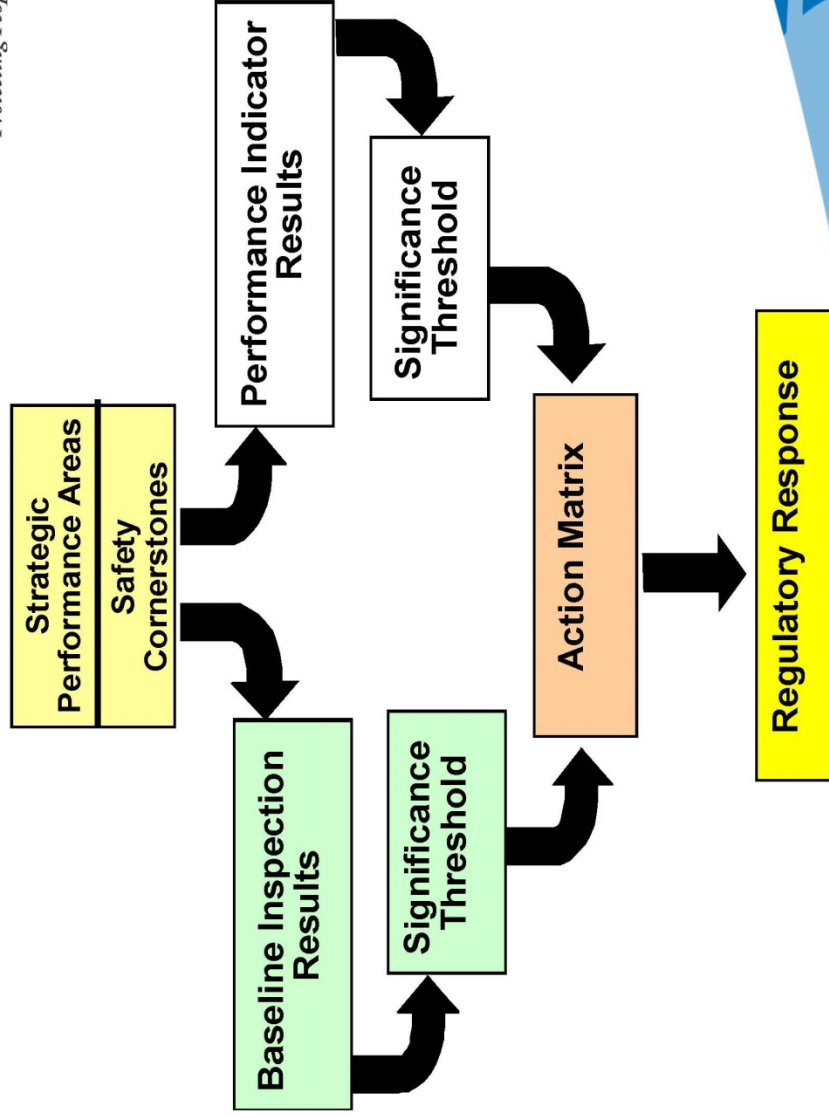 Strategic
Performance Areas
Safety
Cornerstones
Baseline Inspection
Results
Performance Indicator
Results
Significance
Threshold
Significance
Threshold
Action Matrix
Regulatory Response